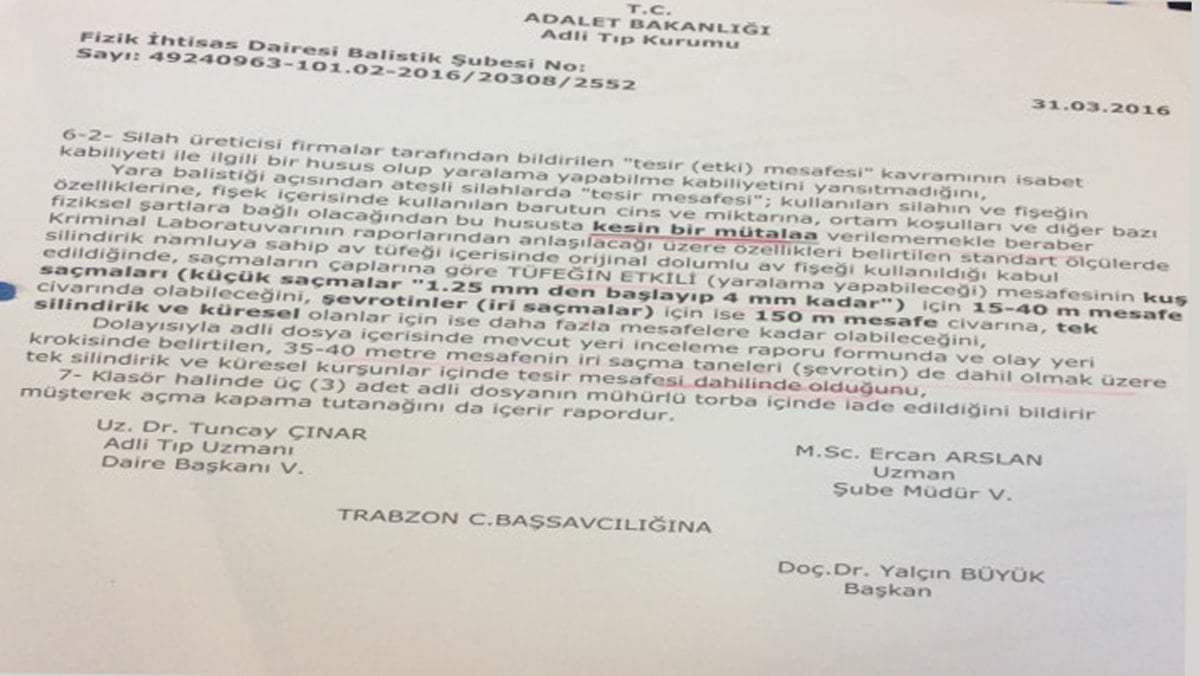 T.C.
ADALET BAKANLIĞI
Adli Tıp Kurumu
Fizik İhtisas Dairesi Balistik Şubesi No:
Sayı: 49240963-101.02-2016/20308/2552
31.03.2016
6-2- Silah üreticisi firmalar tarafından bildirilen "tesir (etki) mesafesi" kavramının isabet
kabiliyeti ile ilgili bir husus olup yaralama yapabilme kabiliyetini yansıtmadığını,
Yara balistiği açısından ateşli silahlarda "tesir mesafesi"; kullanılan silahın ve fişeğin
özelliklerine, fişek içerisinde kullanılan barutun cins ve miktarına, ortam koşulları ve diğer bazı
fiziksel şartlara bağlı olacağından bu hususta kesin bir mütalaa verilememekle beraber
Kriminal Laboratuvarının raporlarından anlaşılacağı üzere özellikleri belirtilen standart ölçülerde
silindirik namluya sahip av tüfeği içerisinde orijinal dolumlu av fişeği kullanıldığı kabul
edildiğinde, saçmaların çaplarına göre TÜFEĞİN ETKİLİ (yaralama yapabileceği) mesafesinin kuş
saçmaları (küçük saçmalar "1.25 mm den başlayıp 4 mm kadar") için 15-40 m mesafe
civarında olabileceğini, şevrotinler (iri saçmalar) için ise 150 m mesafe civarına, tek
silindirik ve küresel olanlar için ise daha fazla mesafelere kadar olabileceğini,
Dolayısıyla adli dosya içerisinde mevcut yeri inceleme raporu formunda ve olay yeri
krokisinde belirtilen, 35-40 metre mesafenin iri saçma taneleri (şevrotin) de dahil olmak üzere
tek silindirik ve küresel kurşunlar içinde tesir mesafesi dahilinde olduğunu,
7- Klasör halinde üç (3) adet adli dosyanın mühürlü torba içinde iade edildiğini bildirir
müşterek açma kapama tutanağını da içerir rapordur.
Uz. Dr. Tuncay ÇINAR
Adli Tıp Uzmanı
Daire Başkanı V.
M.Sc. Ercan ARSLAN
Uzman
Şube Müdür V.
TRABZON C.BAŞSAVCILIĞINA
Doç.Dr. Yalçın BÜYÜK
Başkan